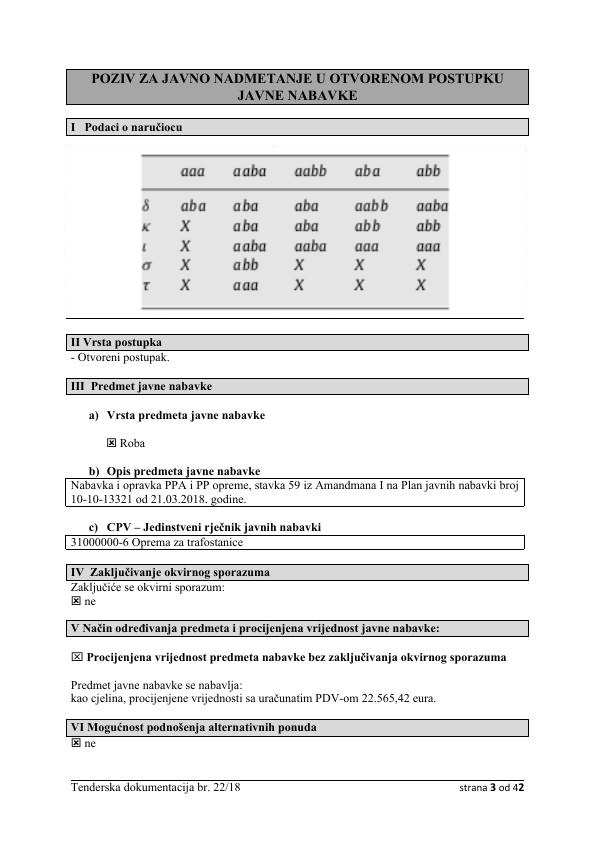 POZIV ZA JAVNO NADMETANJE U OTVORENOM POSTUPKU
JAVNE NABAVKE
I Podaci o naručiocu
aaa aaba aabb aba abb
δ aba aba aba aabb aaba
κ X aba aba abb abb
ι X aaba aaba aaa aaa
σ X abb X X X
τ X aaa X X X
II Vrsta postupka
- Otvoreni postupak.
III Predmet javne nabavke
a) Vrsta predmeta javne nabavke
☒ Roba
b) Opis predmeta javne nabavke
Nabavka i opravka PPA i PP opreme, stavka 59 iz Amandmana I na Plan javnih nabavki broj
10-10-13321 od 21.03.2018. godine.
c) CPV – Jedinstveni rječnik javnih nabavki
31000000-6 Oprema za trafostanice
IV Zaključivanje okvirnog sporazuma
Zaključiće se okvirni sporazum:
☒ ne
V Način određivanja predmeta i procijenjena vrijednost javne nabavke:
☒ Procijenjena vrijednost predmeta nabavke bez zaključivanja okvirnog sporazuma
Predmet javne nabavke se nabavlja:
kao cjelina, procijenjene vrijednosti sa uračunatim PDV-om 22.565,42 eura.
VI Mogućnost podnošenja alternativnih ponuda
☒ ne
Tenderska dokumentacija br. 22/18 strana 3 od 42